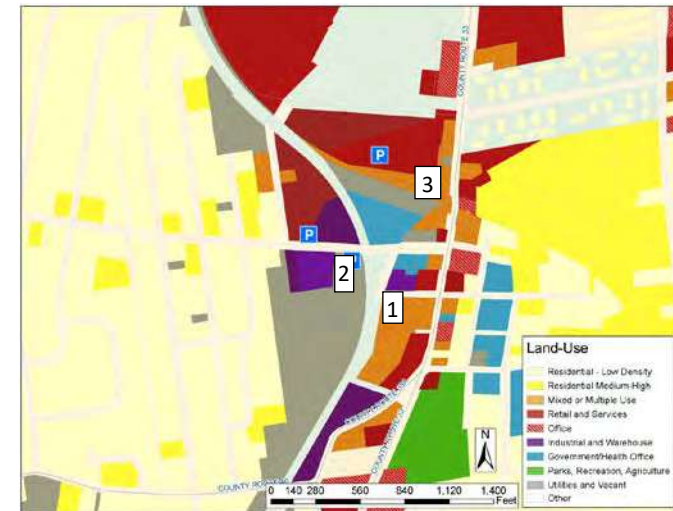 COUNTY ROUTE 33
P
3
P
2
1
Land-Use
Residential - Low Density
Residential Medium-High
Mixed or Multiple Use
Retail and Services
Office
Industrial and Warehouse
Government/Health Office
Parks, Recreation, Agriculture
Utilities and Vacant
Other
N
0 140 280 560 840 1,120 1,400
Feet